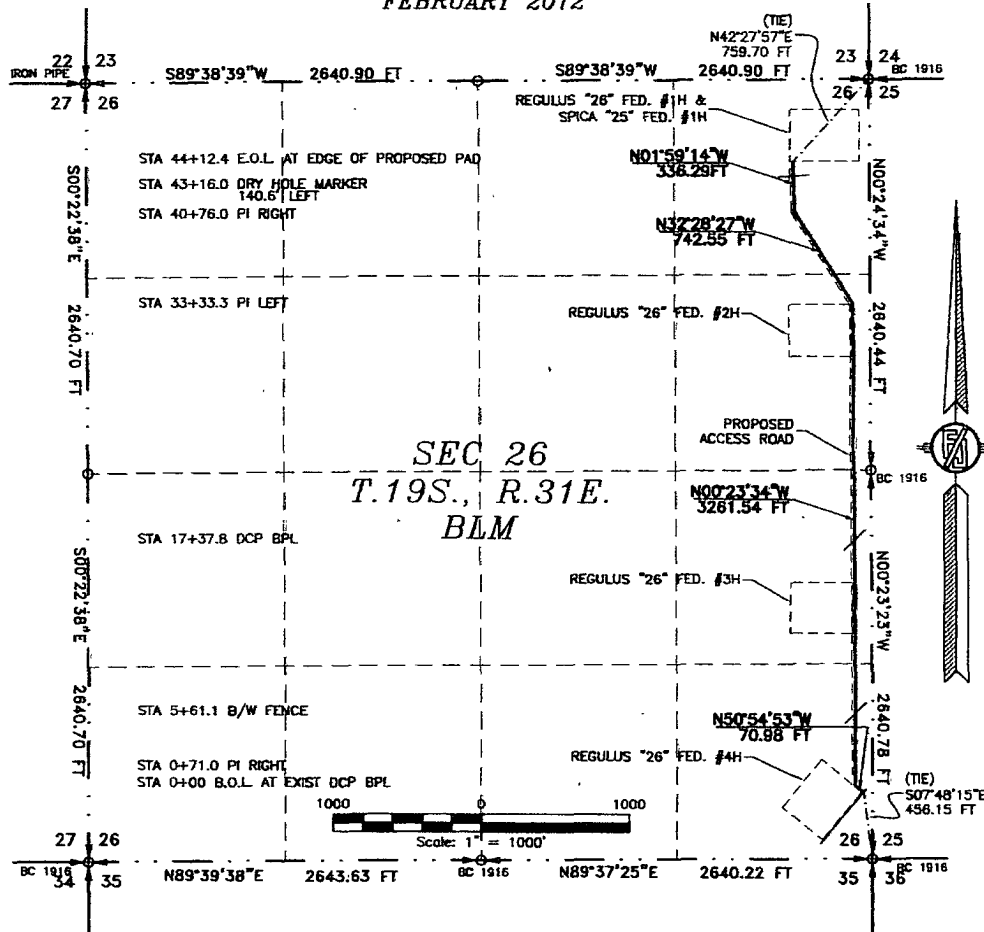 FEBRUARY 2012
(TIE)
N42°27'57"E
759.70 FT
22 23
23 24
IRON PIPE
S89°38'39"W 2640.90 FT
S89°38'39"W 2640.90 FT
BC 1916
27 26
26 25
REGULUS "26" FED. #1H &
SPICA "25" FED. #1H
STA 44+12.4 E.O.L. AT EDGE OF PROPOSED PAD
N01°59'14"W
336.29FT
STA 43+16.0 DRY HOLE MARKER
140.6' LEFT
STA 40+76.0 PI RIGHT
S00°22'38"E 2640.70 FT
N00°24'34"W 2640.44 FT
N32°28'27"W
742.55 FT
STA 33+33.3 PI LEFT
REGULUS "26" FED. #2H
PROPOSED
ACCESS ROAD
SEC 26
T.19S., R.31E.
BLM
BC 1916
N00°23'34"W
3261.54 FT
STA 17+37.8 DCP BPL
S00°22'38"E 2640.70 FT
N00°23'23"W 2640.78 FT
REGULUS "26" FED. #3H
STA 5+61.1 B/W FENCE
N50°54'53"W
70.98 FT
REGULUS "26" FED. #4H
STA 0+71.0 PI RIGHT
STA 0+00 B.O.L. AT EXIST DCP BPL
(TIE)
S07°48'15"E
456.15 FT
1000 0 1000
Scale: 1" = 1000'
27 26
26 25
BC 1916
34 35
N89°39'38"E 2643.63 FT
BC 1916
N89°37'25"E 2640.22 FT
35 36
BC 1916